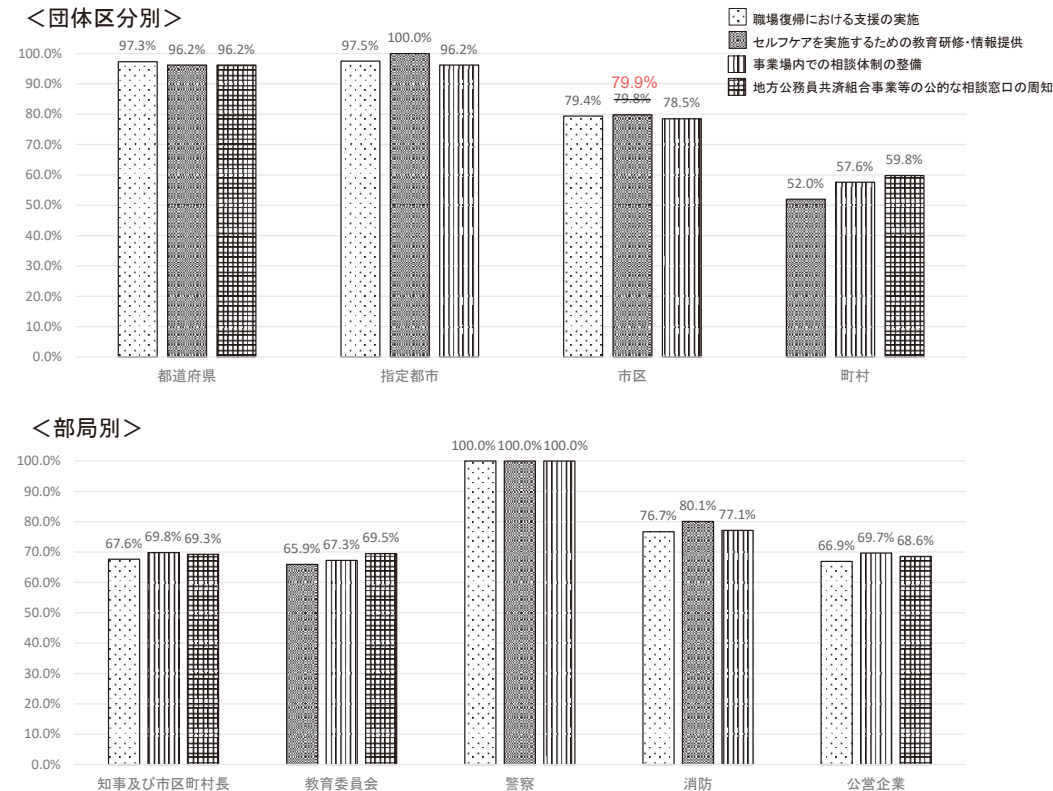 ＜団体区分別＞
職場復帰における支援の実施
セルフケアを実施するための教育研修・情報提供
事業場内での相談体制の整備
地方公務員共済組合事業等の公的な相談窓口の周知
100.0%
90.0%
80.0%
70.0%
60.0%
50.0%
40.0%
30.0%
20.0%
10.0%
0.0%
97.3% 96.2% 96.2%
97.5% 100.0% 96.2%
79.9%
79.4% 79.8% 78.5%
52.0% 57.6% 59.8%
都道府県 指定都市 市区 町村
＜部局別＞
100.0%
90.0%
80.0%
70.0%
60.0%
50.0%
40.0%
30.0%
20.0%
10.0%
0.0%
67.6% 69.8% 69.3%
65.9% 67.3% 69.5%
100.0% 100.0% 100.0%
76.7% 80.1% 77.1%
66.9% 69.7% 68.6%
知事及び市区町村長 教育委員会 警察 消防 公営企業